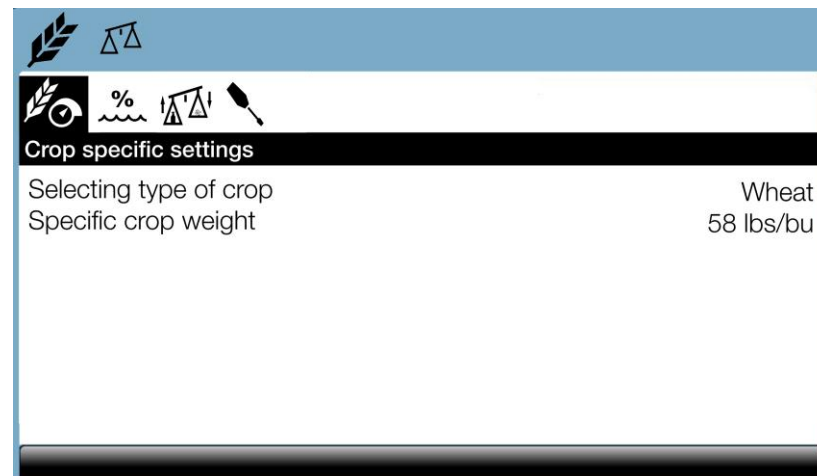 %
Crop specific settings
Selecting type of crop Wheat
Specific crop weight 58 lbs/bu